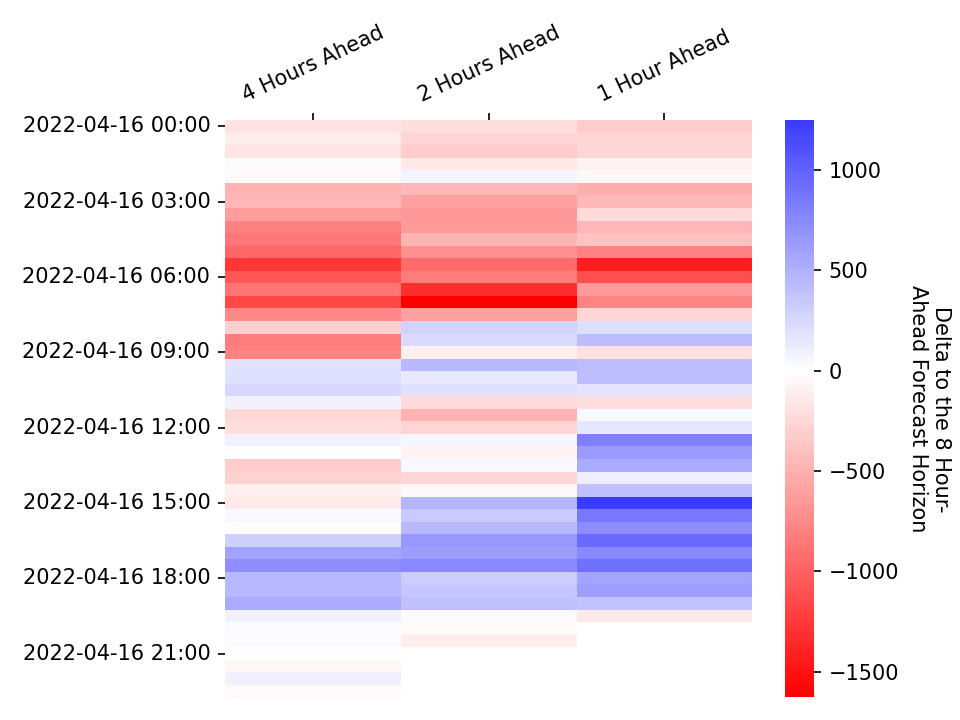 4 Hours Ahead
2 Hours Ahead
1 Hour Ahead
2022-04-16 00:00
2022-04-16 03:00
2022-04-16 06:00
2022-04-16 09:00
2022-04-16 12:00
2022-04-16 15:00
2022-04-16 18:00
2022-04-16 21:00
1000
500
0
−500
−1000
−1500
Delta to the 8 Hour-
Ahead Forecast Horizon